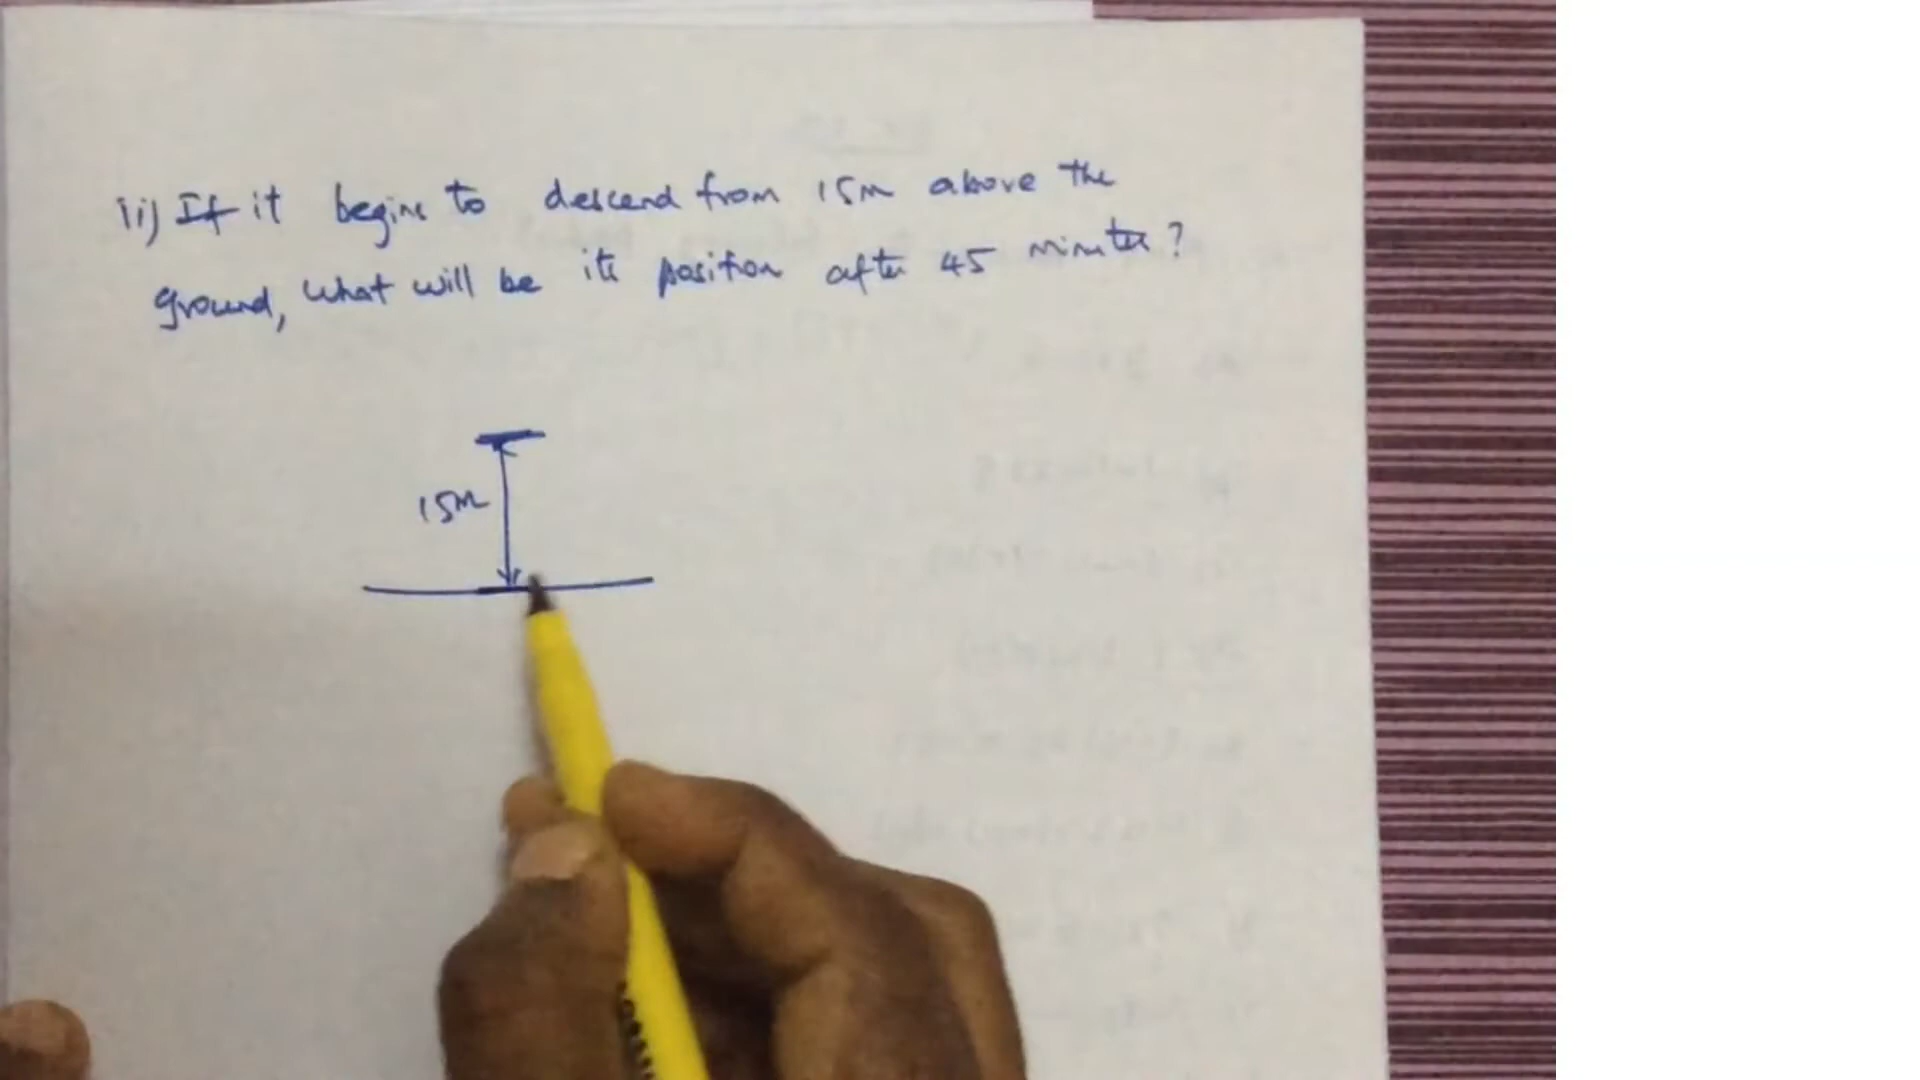 ii) If it begins to descend from 15m above the
ground, what will be its position after 45 minutes?
15m